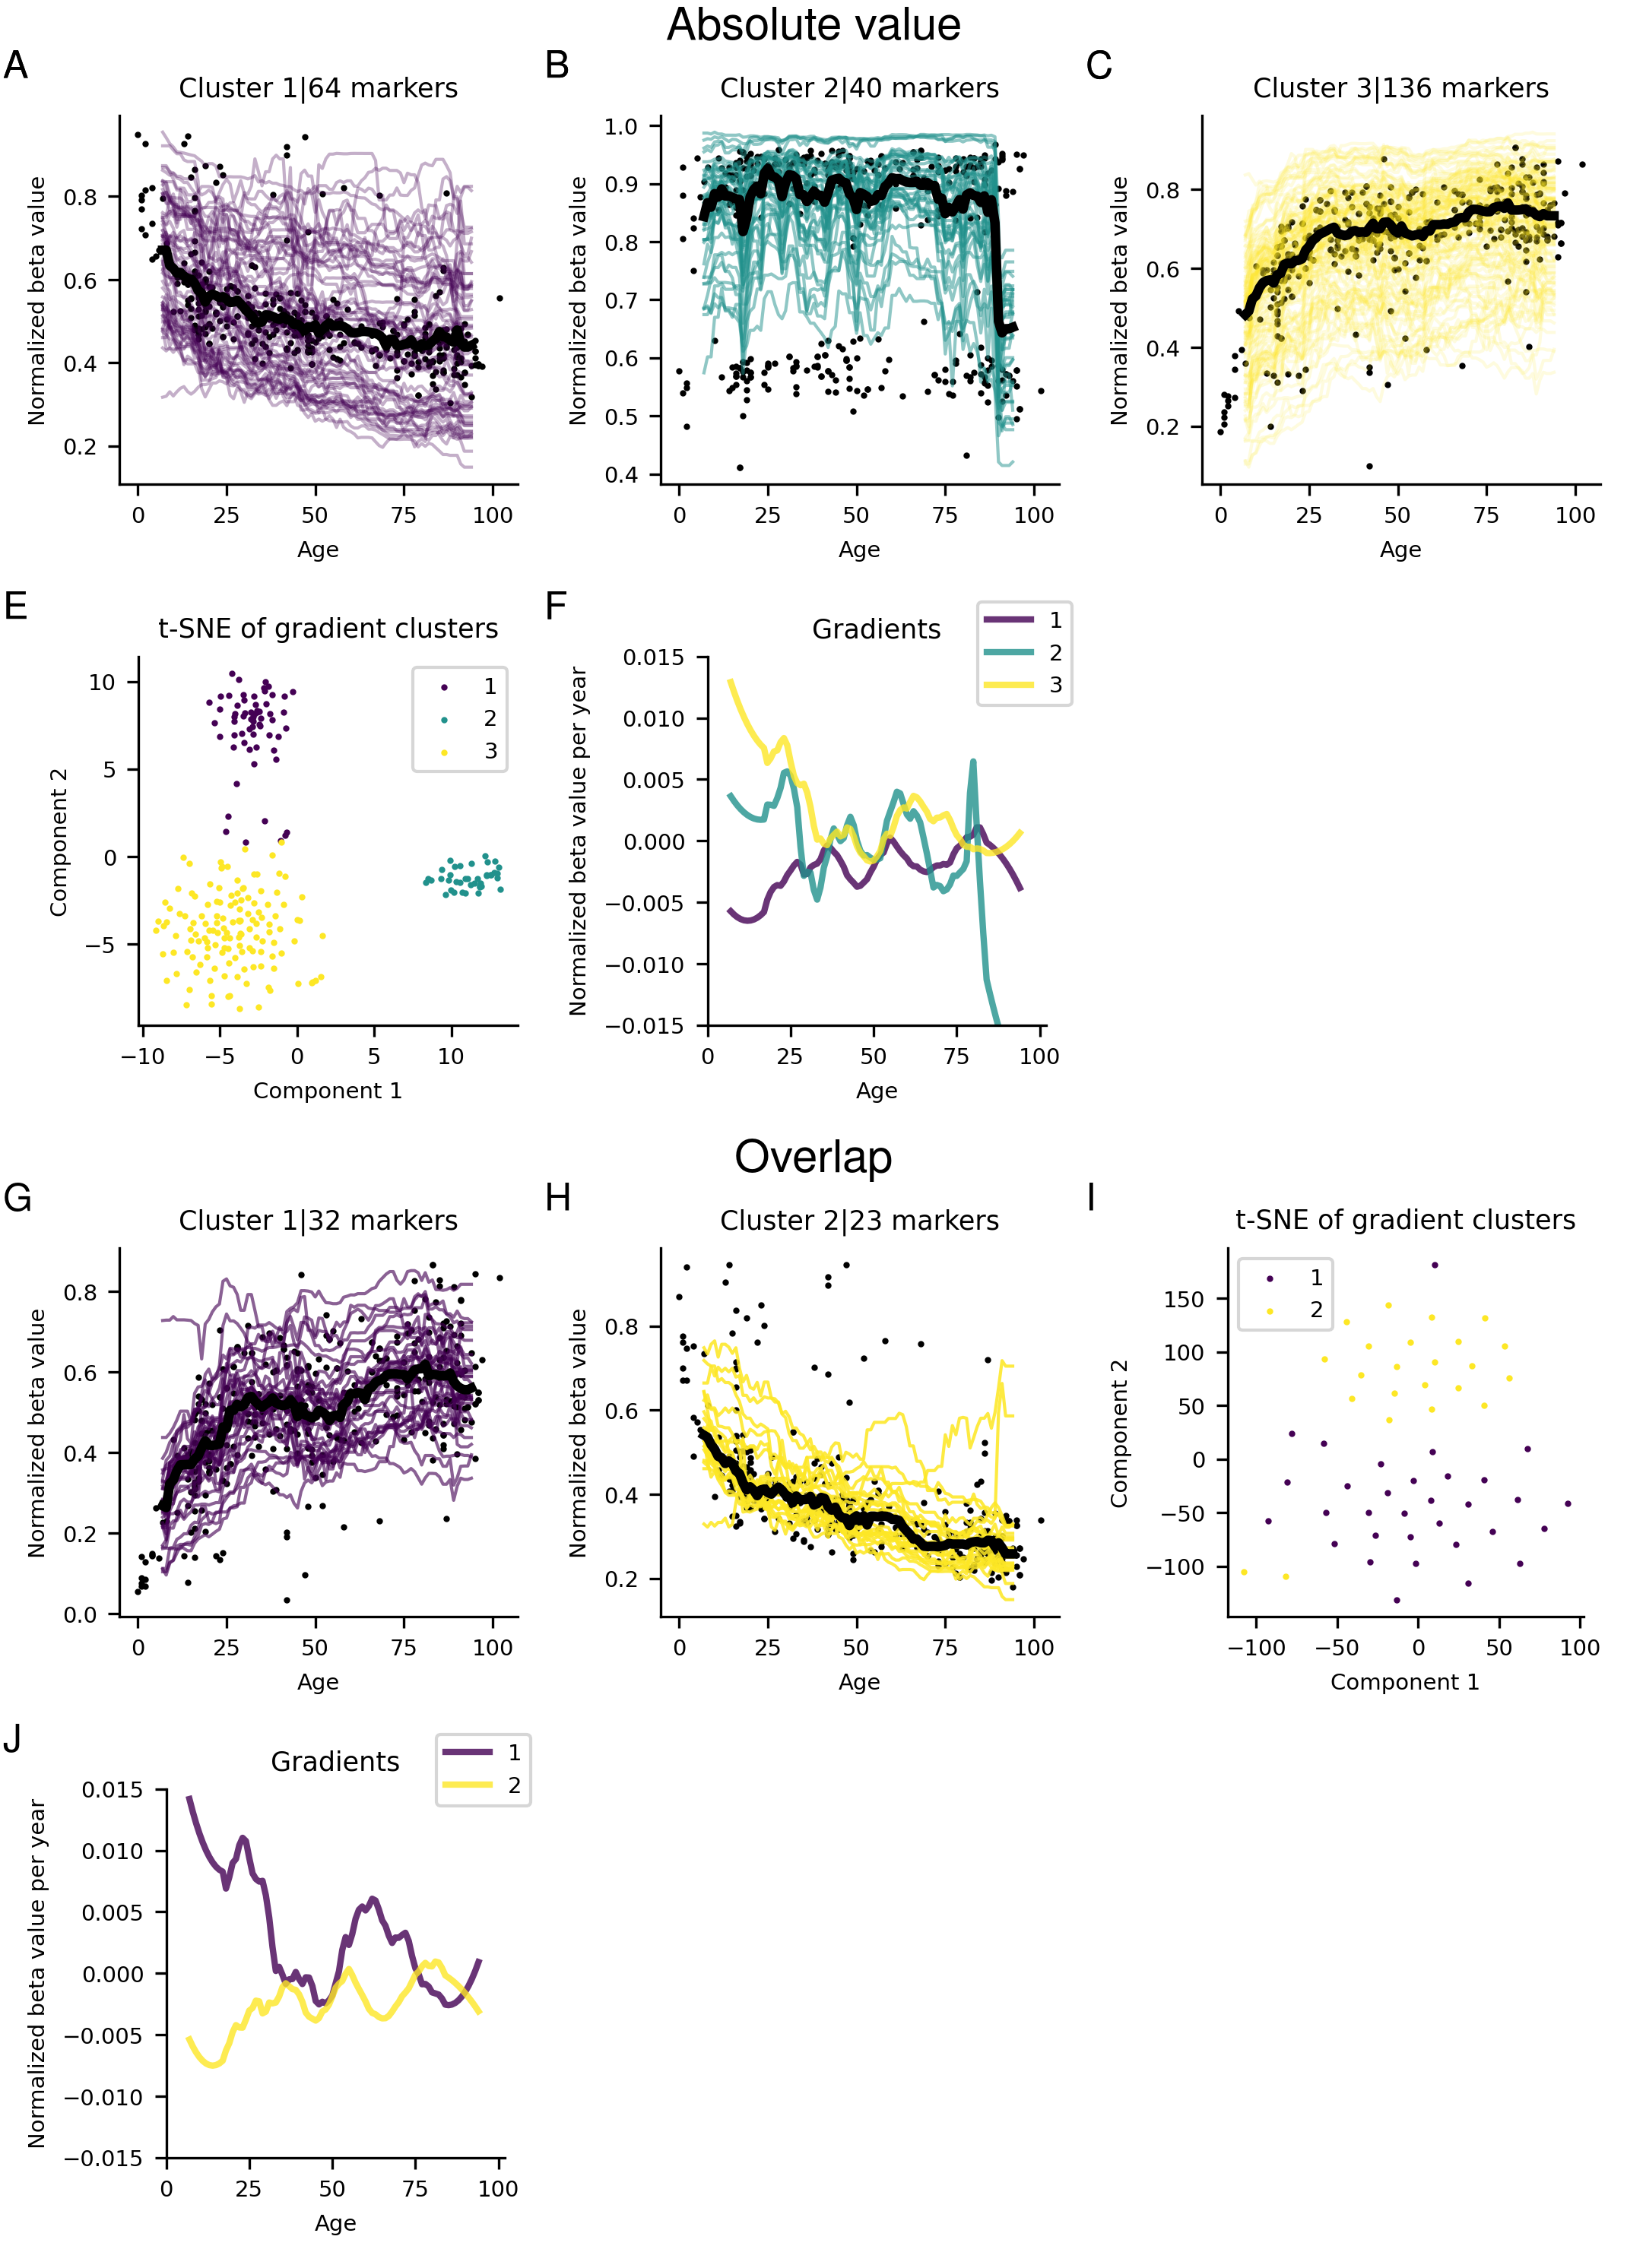 Absolute value
A
Cluster 1|64 markers
Normalized beta value
0.8
0.6
0.4
0.2
0 25 50 75 100
Age
B
Cluster 2|40 markers
Normalized beta value
1.0
0.9
0.8
0.7
0.6
0.5
0.4
0 25 50 75 100
Age
C
Cluster 3|136 markers
Normalized beta value
0.8
0.6
0.4
0.2
0 25 50 75 100
Age
E
t-SNE of gradient clusters
1
2
3
Component 2
10
5
0
−5
−10 −5 0 5 10
Component 1
F
Gradients
1
2
3
Normalized beta value per year
0.015
0.010
0.005
0.000
−0.005
−0.010
−0.015
0 25 50 75 100
Age
Overlap
G
Cluster 1|32 markers
Normalized beta value
0.8
0.6
0.4
0.2
0.0
0 25 50 75 100
Age
H
Cluster 2|23 markers
Normalized beta value
0.8
0.6
0.4
0.2
0 25 50 75 100
Age
I
t-SNE of gradient clusters
1
2
Component 2
150
100
50
0
−50
−100
−100 −50 0 50 100
Component 1
J
Gradients
1
2
Normalized beta value per year
0.015
0.010
0.005
0.000
−0.005
−0.010
−0.015
0 25 50 75 100
Age